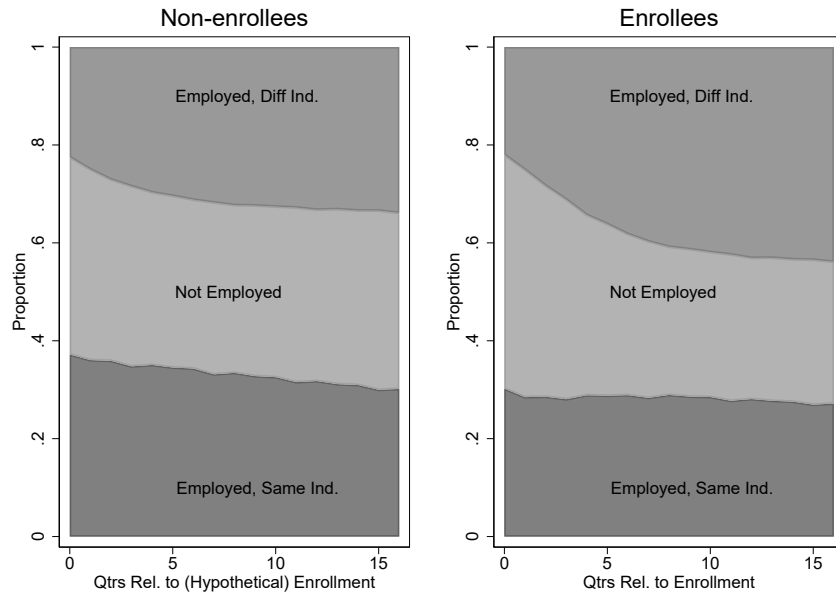 Non-enrollees
Proportion
1
.8
.6
.4
.2
0
Employed, Diff Ind.
Not Employed
Employed, Same Ind.
0 5 10 15
Qtrs Rel. to (Hypothetical) Enrollment
Enrollees
Proportion
1
.8
.6
.4
.2
0
Employed, Diff Ind.
Not Employed
Employed, Same Ind.
0 5 10 15
Qtrs Rel. to Enrollment